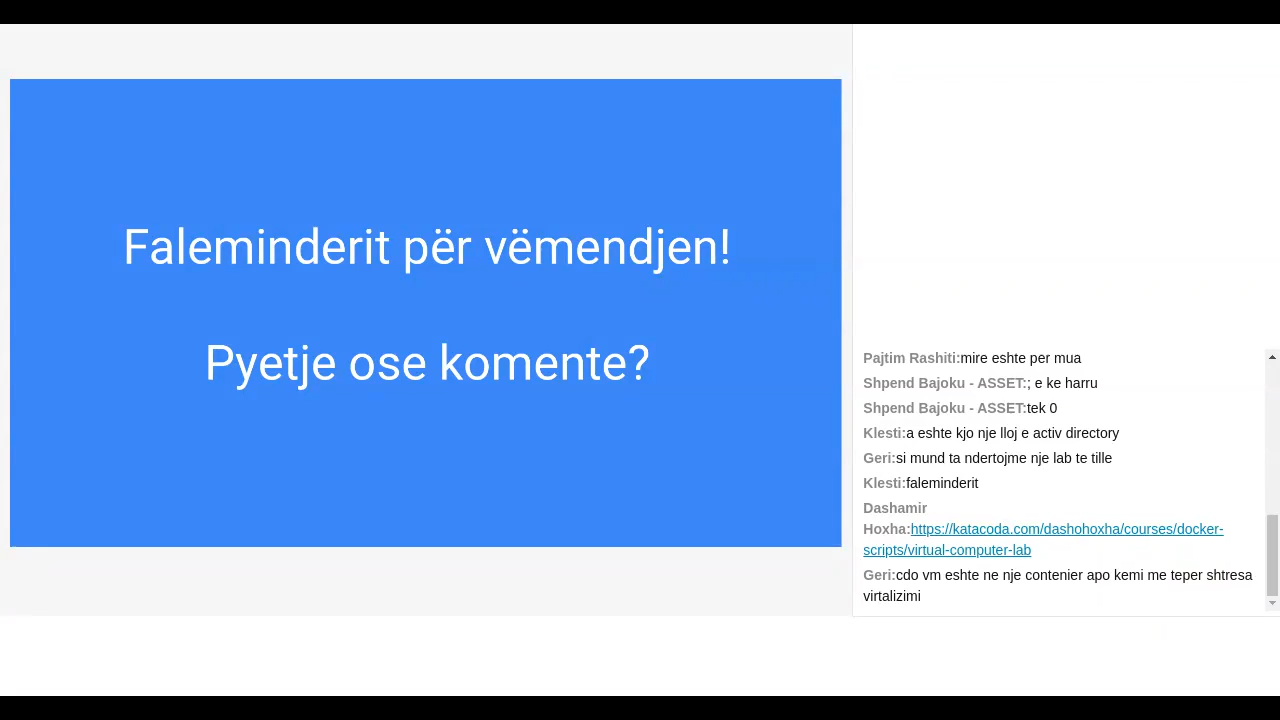 Faleminderit për vëmendjen!
Pyetje ose komente?
Pajtim Rashiti:mire eshte per mua
Shpend Bajoku - ASSET:; e ke harru
Shpend Bajoku - ASSET:tek 0
Klesti:a eshte kjo nje lloj e activ directory
Geri:si mund ta ndertojme nje lab te tille
Klesti:faleminderit
Dashamir
Hoxha:https://katacoda.com/dashohoxha/courses/docker-
scripts/virtual-computer-lab
Geri:cdo vm eshte ne nje contenier apo kemi me teper shtresa
virtalizimi